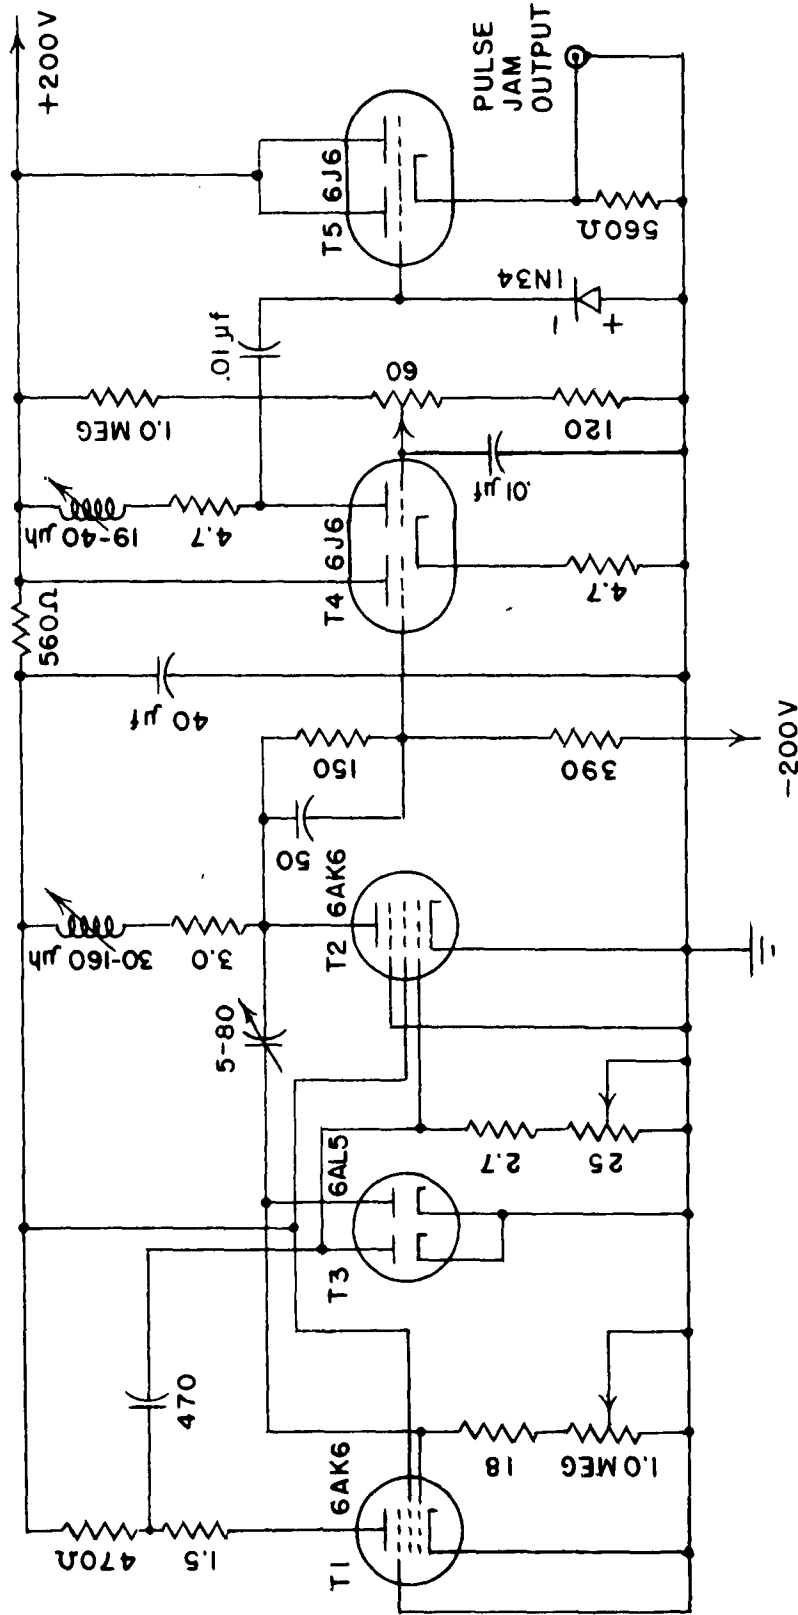 470Ω
1.5
T1 6AK6
470
18
1.0 MEG
T3 6AL5
2.7
25
5-80
30-160 μh
3.0
T2 6AK6
50
150
390
-200V
40 μf
560Ω
19-40 μh
4.7
T4 6J6
4.7
.01 μf
1.0 MEG
60
120
.01 μf
1N34
-
+
T5 6J6
560Ω
+200V
PULSE
JAM
OUTPUT